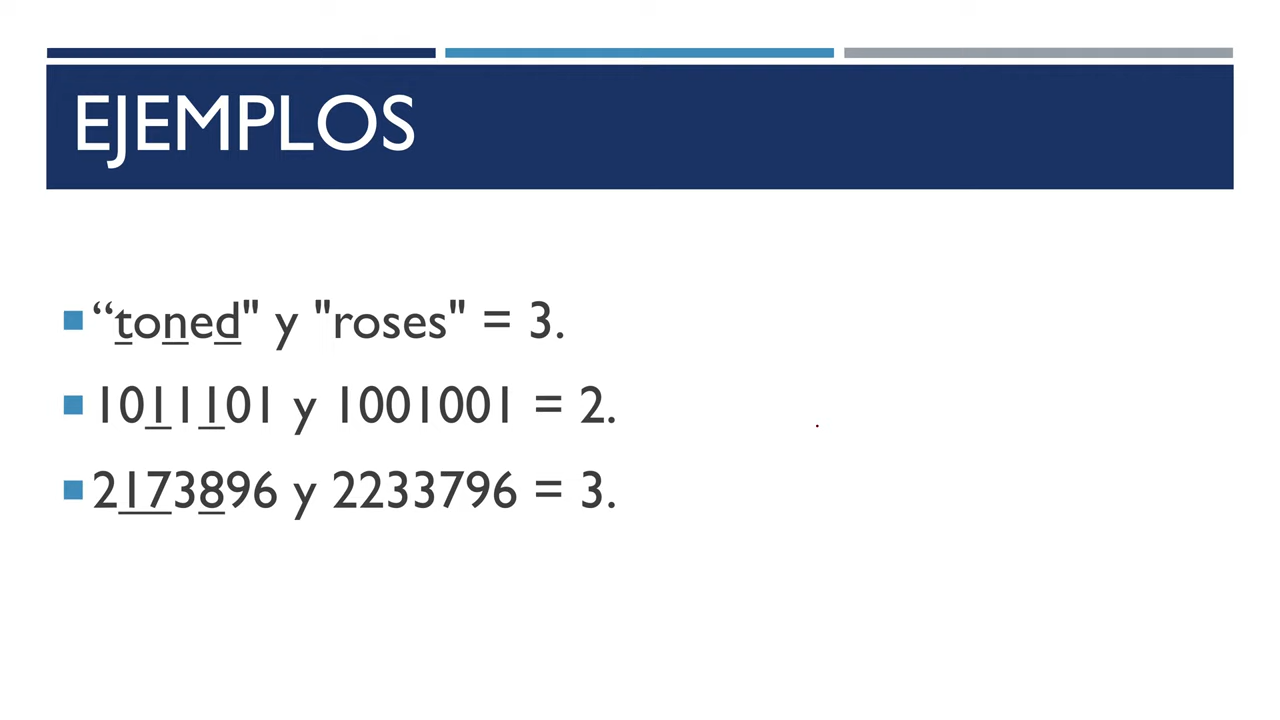 EJEMPLOS
“toned" y "roses" = 3.
1011101 y 1001001 = 2.
2173896 y 2233796 = 3.